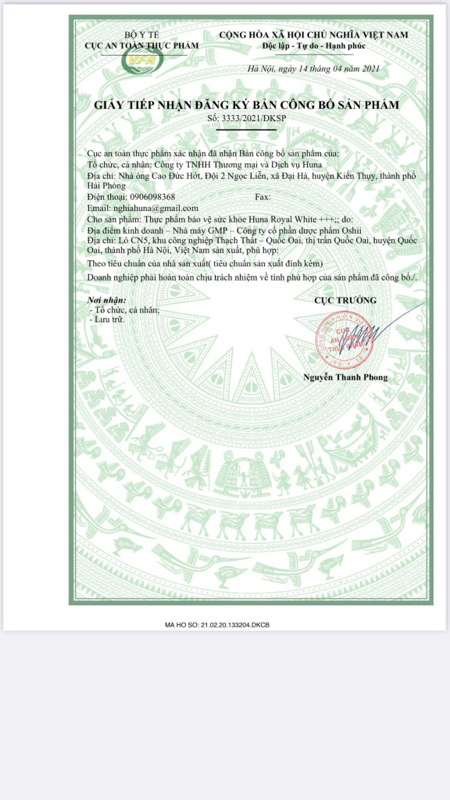 BỘ Y TẾ
CỤC AN TOÀN THỰC PHẨM
CỘNG HÒA XÃ HỘI CHỦ NGHĨA VIỆT NAM
Độc lập - Tự do - Hạnh phúc
VFA
Hà Nội, ngày 14 tháng 04 năm 2021
GIẤY TIẾP NHẬN ĐĂNG KÝ BẢN CÔNG BỐ SẢN PHẨM
Số: 3333/2021/ĐKSP
Cục an toàn thực phẩm xác nhận đã nhận Bản công bố sản phẩm của:
Tổ chức, cá nhân: Công ty TNHH Thương mại và Dịch vụ Huna
Địa chỉ: Nhà ông Cao Đức Hớt, Đội 2 Ngọc Liễn, xã Đại Hà, huyện Kiến Thụy, thành phố
Hải Phòng
Điện thoại: 0906098368 Fax:
Email: nghiahuna@gmail.com
Cho sản phẩm: Thực phẩm bảo vệ sức khỏe Huna Royal White +++;; do:
Địa điểm kinh doanh – Nhà máy GMP – Công ty cổ phần dược phẩm Oshii
Địa chỉ: Lô CN5, khu công nghiệp Thạch Thất – Quốc Oai, thị trấn Quốc Oai, huyện Quốc
Oai, thành phố Hà Nội, Việt Nam sản xuất, phù hợp:
Theo tiêu chuẩn của nhà sản xuất( tiêu chuẩn sản xuất đính kèm)
Doanh nghiệp phải hoàn toàn chịu trách nhiệm về tính phù hợp của sản phẩm đã công bố./.
Nơi nhận:
- Tổ chức, cá nhân;
- Lưu trữ.
CỤC TRƯỞNG
CỤC
AN TOÀN
THỰC PHẨM
Nguyễn Thanh Phong
MA HO SO: 21.02.20.133204.DKCB